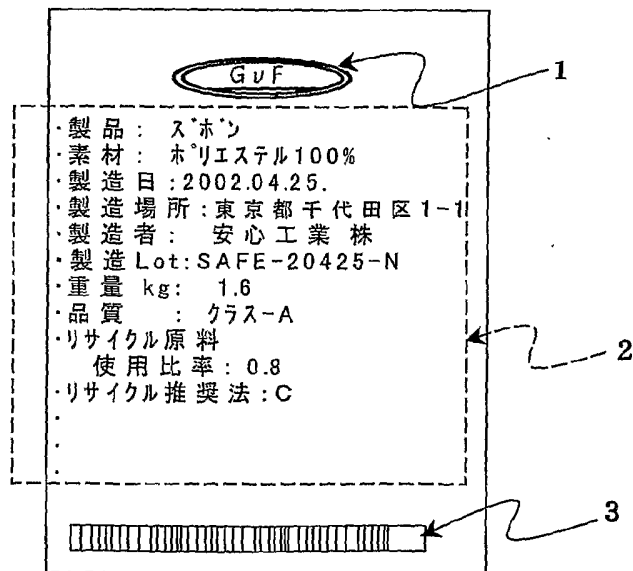 GuF
1
・製品： ズボン
・素材： ポリエステル100%
・製造日:2002.04.25.
・製造場所:東京都千代田区1-1
・製造者： 安心工業 株
・製造Lot:SAFE-20425-N
・重量 kg: 1.6
・品質 ： クラス-A
・リサイクル原料
使用比率: 0.8
・リサイクル推奨法:C
・
・
・
2
3